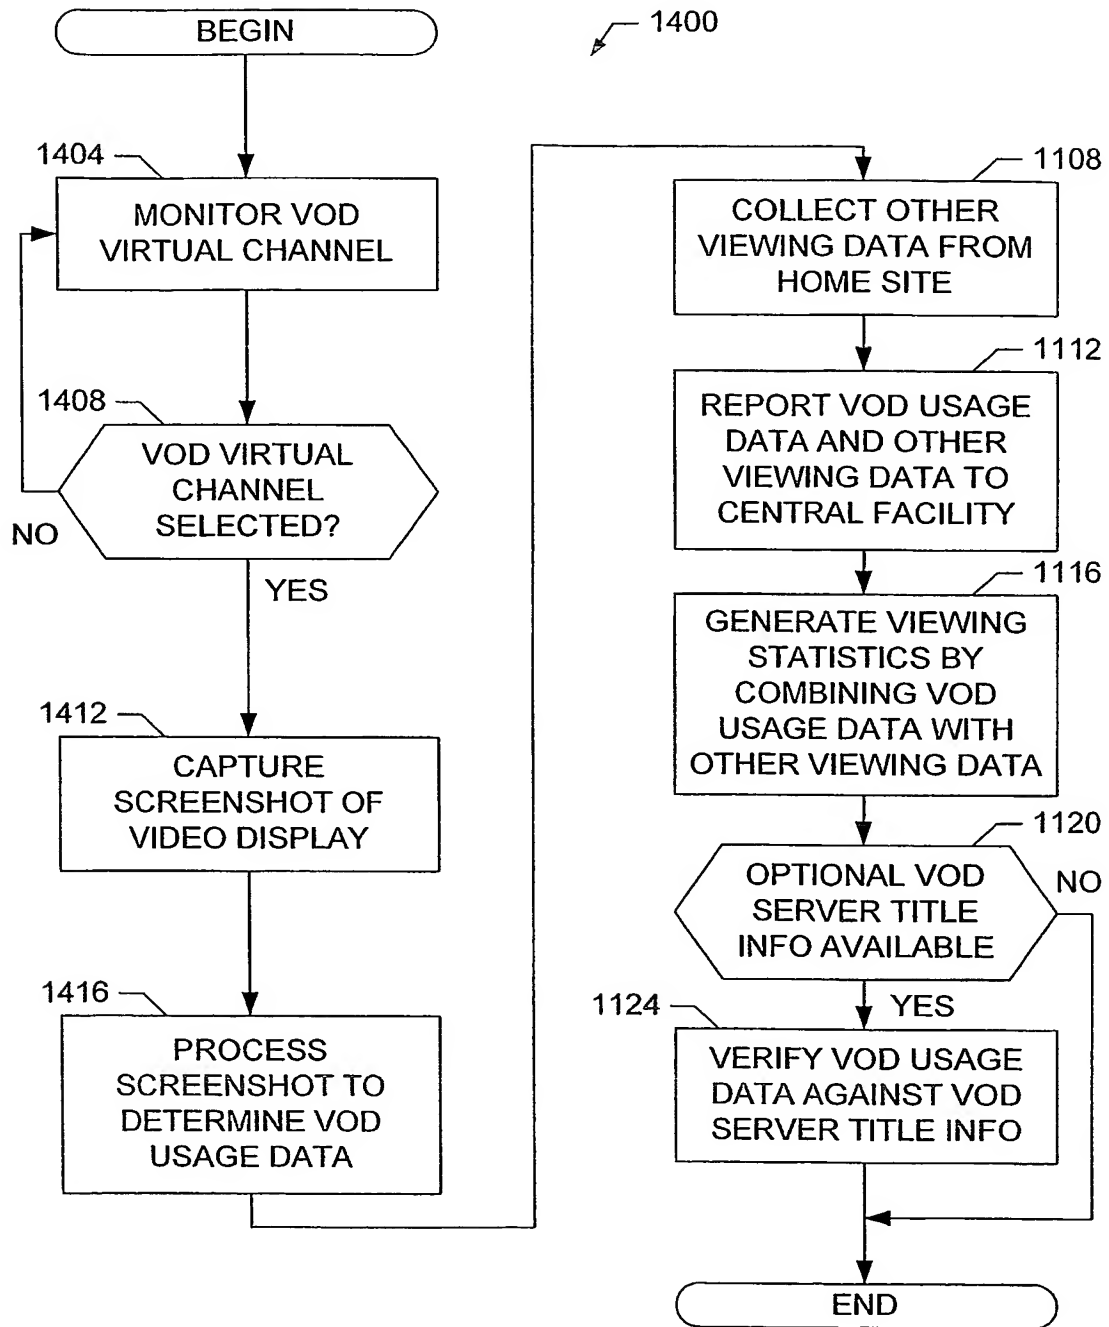 BEGIN
1400
1404
MONITOR VOD
VIRTUAL CHANNEL
1408
VOD VIRTUAL
CHANNEL
SELECTED?
NO
YES
1412
CAPTURE
SCREENSHOT OF
VIDEO DISPLAY
1416
PROCESS
SCREENSHOT TO
DETERMINE VOD
USAGE DATA
1108
COLLECT OTHER
VIEWING DATA FROM
HOME SITE
1112
REPORT VOD USAGE
DATA AND OTHER
VIEWING DATA TO
CENTRAL FACILITY
1116
GENERATE VIEWING
STATISTICS BY
COMBINING VOD
USAGE DATA WITH
OTHER VIEWING DATA
1120
OPTIONAL VOD
SERVER TITLE
INFO AVAILABLE
NO
YES
1124
VERIFY VOD USAGE
DATA AGAINST VOD
SERVER TITLE INFO
END